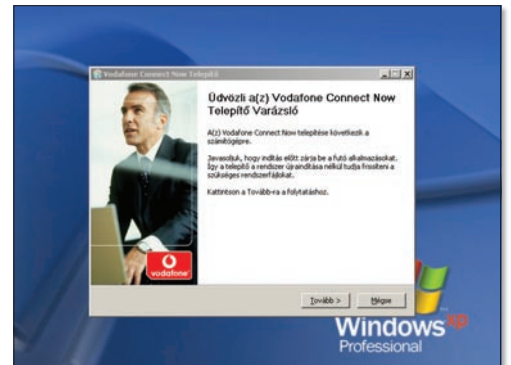 Vodafone Connect Now Telepítő
Üdvözli a(z) Vodafone Connect Now
Telepítő Varázsló
A(z) Vodafone Connect Now telepítése következik a
számítógépre.
Javasoljuk, hogy indítás előtt zárja be a futó alkalmazásokat.
Így a telepítő a rendszer újraindítása nélkül tudja frissíteni a
szükséges rendszerfájlokat.
Kattintson a Tovább-ra a folytatáshoz.
vodafone
Tovább >
Mégse
Windows xp
Professional